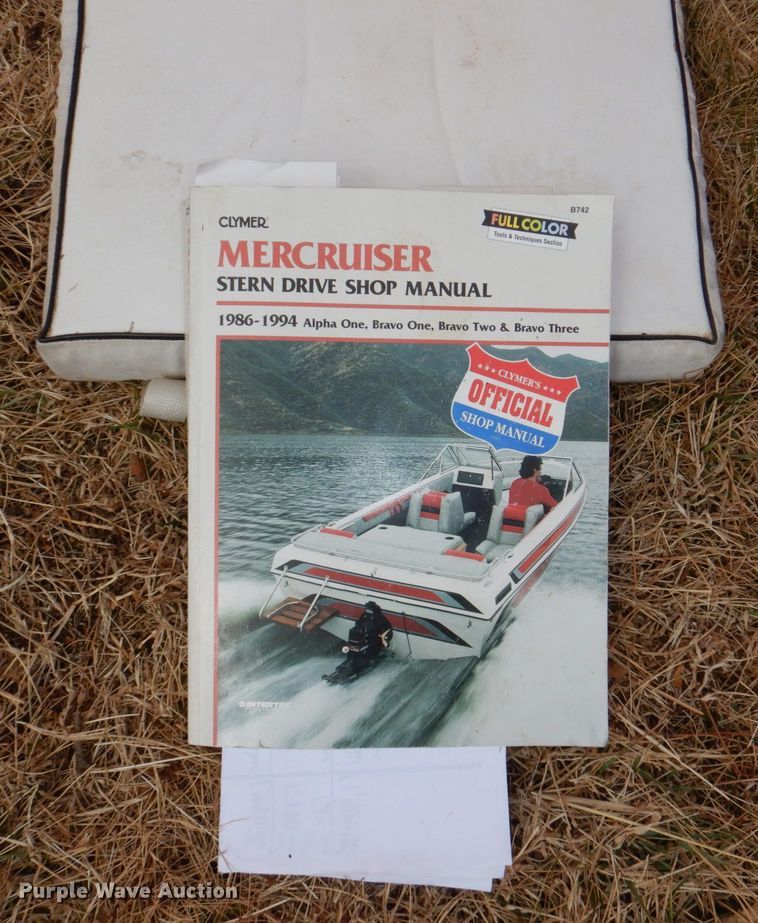 B742
CLYMER
FULL COLOR
Tools & Techniques Section
MERCRUISER
STERN DRIVE SHOP MANUAL
1986-1994 Alpha One, Bravo One, Bravo Two & Bravo Three
CLYMER'S
OFFICIAL
SHOP MANUAL
INTERTEC
Purple Wave Auction